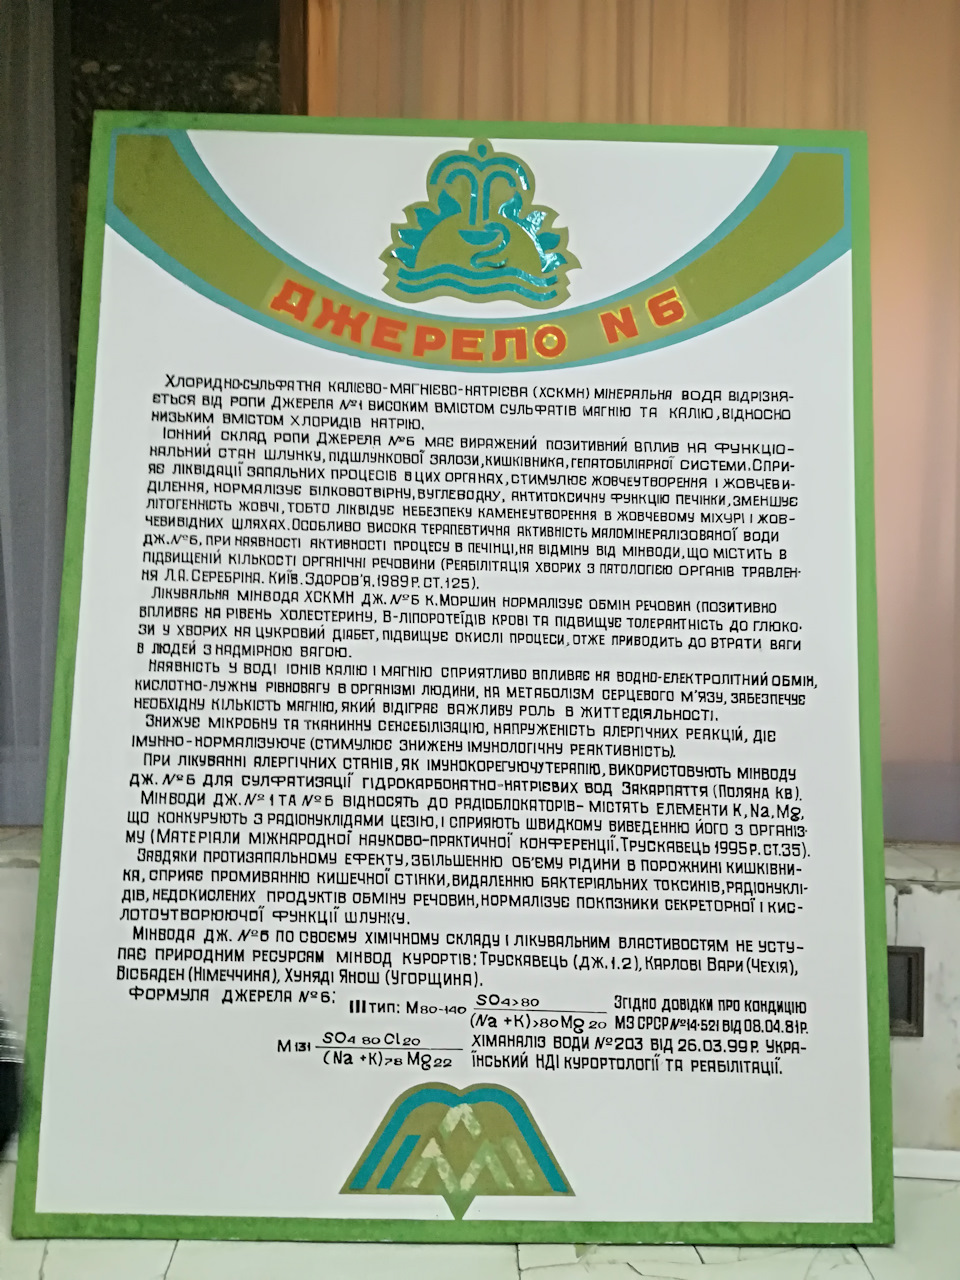 ДЖЕРЕЛО N 6
Хлоридно-сульфатна калієво-магнієво-натрієва (ХСКМН) мінеральна вода відрізня-
ється від ропи джерела №1 високим вмістом сульфатів магнію та калію, відносно
низьким вмістом хлоридів натрію.
Іонний склад ропи джерела №6 має виражений позитивний вплив на функціо-
нальний стан шлунку, підшлункової залози, кишківника, гепатобіліарної системи. Спри-
яє ліквідації запальних процесів в цих органах, стимулює жовчеутворення і жовчеви-
ділення, нормалізує білковотвірну, вуглеводну, антитоксичну функцію печінки, зменшує
літогенність жовчі, тобто ліквідує небезпеку каменеутворення в жовчевому міхурі і жов-
чевивідних шляхах. Особливо висока терапевтична активність маломінералізованої води
дж. №6, при наявності активності процесу в печінці, на відміну від мінводи, що містить в
підвищеній кількості органічні речовини (Реабілітація хворих з патологією органів травлен-
ня Л.А. Серебріна. Київ. Здоров'я, 1989 р. ст. 125).
Лікувальна мінвода ХСКМН дж. №6 к. Моршин нормалізує обмін речовин (позитивно
впливає на рівень холестерину, В-ліпоротеїдів крові та підвищує толерантність до глюко-
зи у хворих на цукровий діабет, підвищує окислі процеси, отже приводить до втрати ваги
в людей з надмірною вагою.
Наявність у воді іонів калію і магнію сприятливо впливає на водно-електролітний обмін,
кислотно-лужну рівновагу в організмі людини, на метаболізм серцевого м'язу, забезпечує
необхідну кількість магнію, який відіграє важливу роль в життєдіяльності.
Знижує мікробну та тканинну сенсебілізацію, напруженість алергічних реакцій, діє
імунно-нормалізуюче (стимулює знижену імунологічну реактивність).
При лікуванні алергічних станів, як імунокорегуючутерапію, використовують мінводу
дж. №6 для сулфатизації гідрокарбонатно-натрієвих вод Закарпаття (Поляна Кв).
Мінводи дж. №1 та №6 відносять до радіоблокаторів- містять елементи K, Na, Mg,
що конкурують з радіонуклідами цезію, і сприяють швидкому виведенню його з організ-
му (Матеріали міжнародної науково-практичної конференції. Трускавець 1995 р. ст. 35).
Завдяки протизапальному ефекту, збільшенню об'єму рідини в порожнині кишківни-
ка, сприяє промиванню кишечної стінки, видаленню бактеріальних токсинів, радіонуклі-
дів, недокислених продуктів обміну речовин, нормалізує покпзники секреторної і кис-
лотоутворюючої функції шлунку.
Мінвода дж. №6 по своєму хімічному складу і лікувальним властивостям не усту-
пає природним ресурсам мінвод курортів: Трускавець (дж. 1.2), Карлові Вари (Чехія),
Вісбаден (Німеччина), Хуняді Янош (Угорщина).
Формула джерела №6;
III тип: M80-140 SO4>80
(Na +K)>80 Mg 20
M131 SO4 80 Cl 20
(Na +K)78 Mg22
Згідно довідки про кондицію
МЗ СРСР №14-521 від 08.04.81р.
Хіманаліз води №203 від 26.03.99 р. Укра-
їнський НДІ курортології та реабілітації.